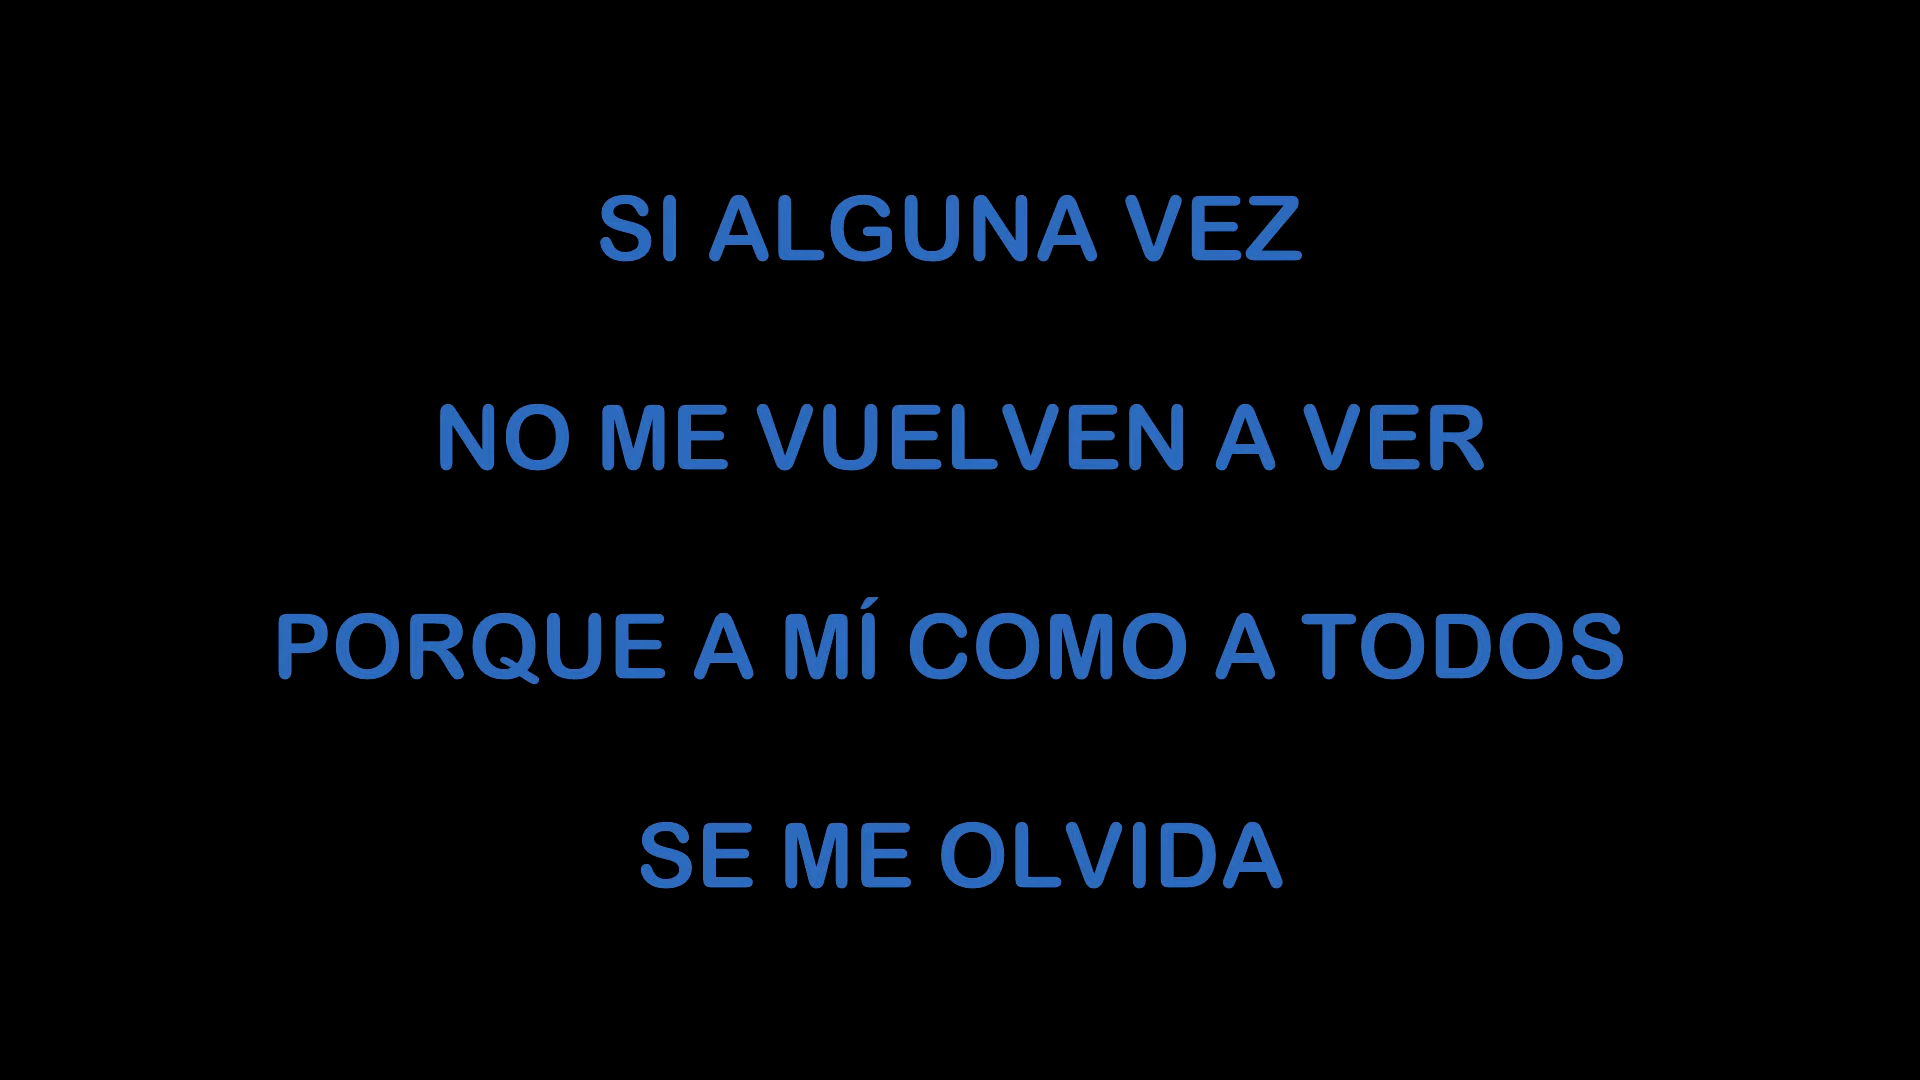 SI ALGUNA VEZ
NO ME VUELVEN A VER
PORQUE A MÍ COMO A TODOS
SE ME OLVIDA